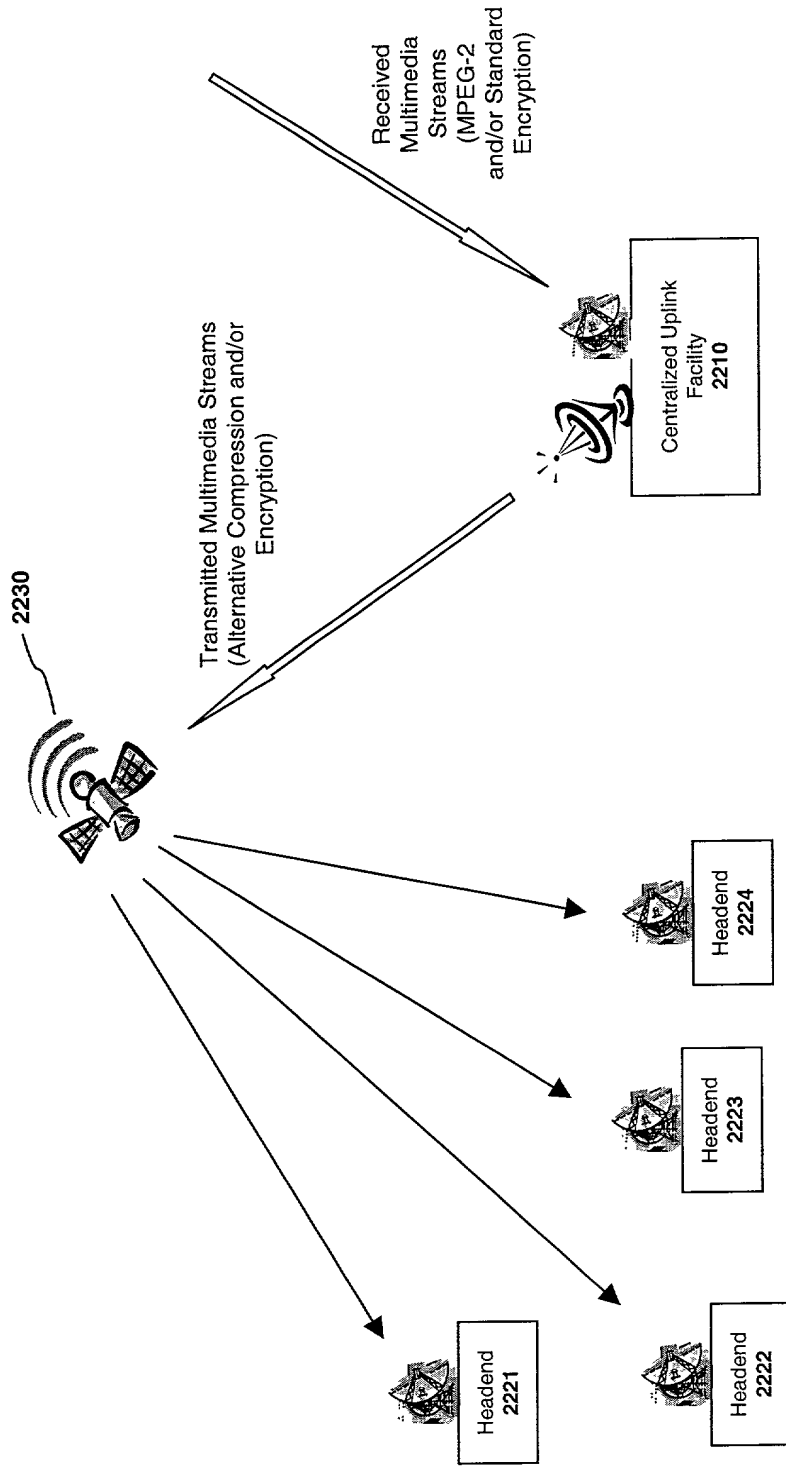 2230
Transmitted Multimedia Streams
(Alternative Compression and/or
Encryption)
Received
Multimedia
Streams
(MPEG-2
and/or Standard
Encryption)
Headend
2221
Headend
2222
Headend
2223
Headend
2224
Centralized Uplink
Facility
2210